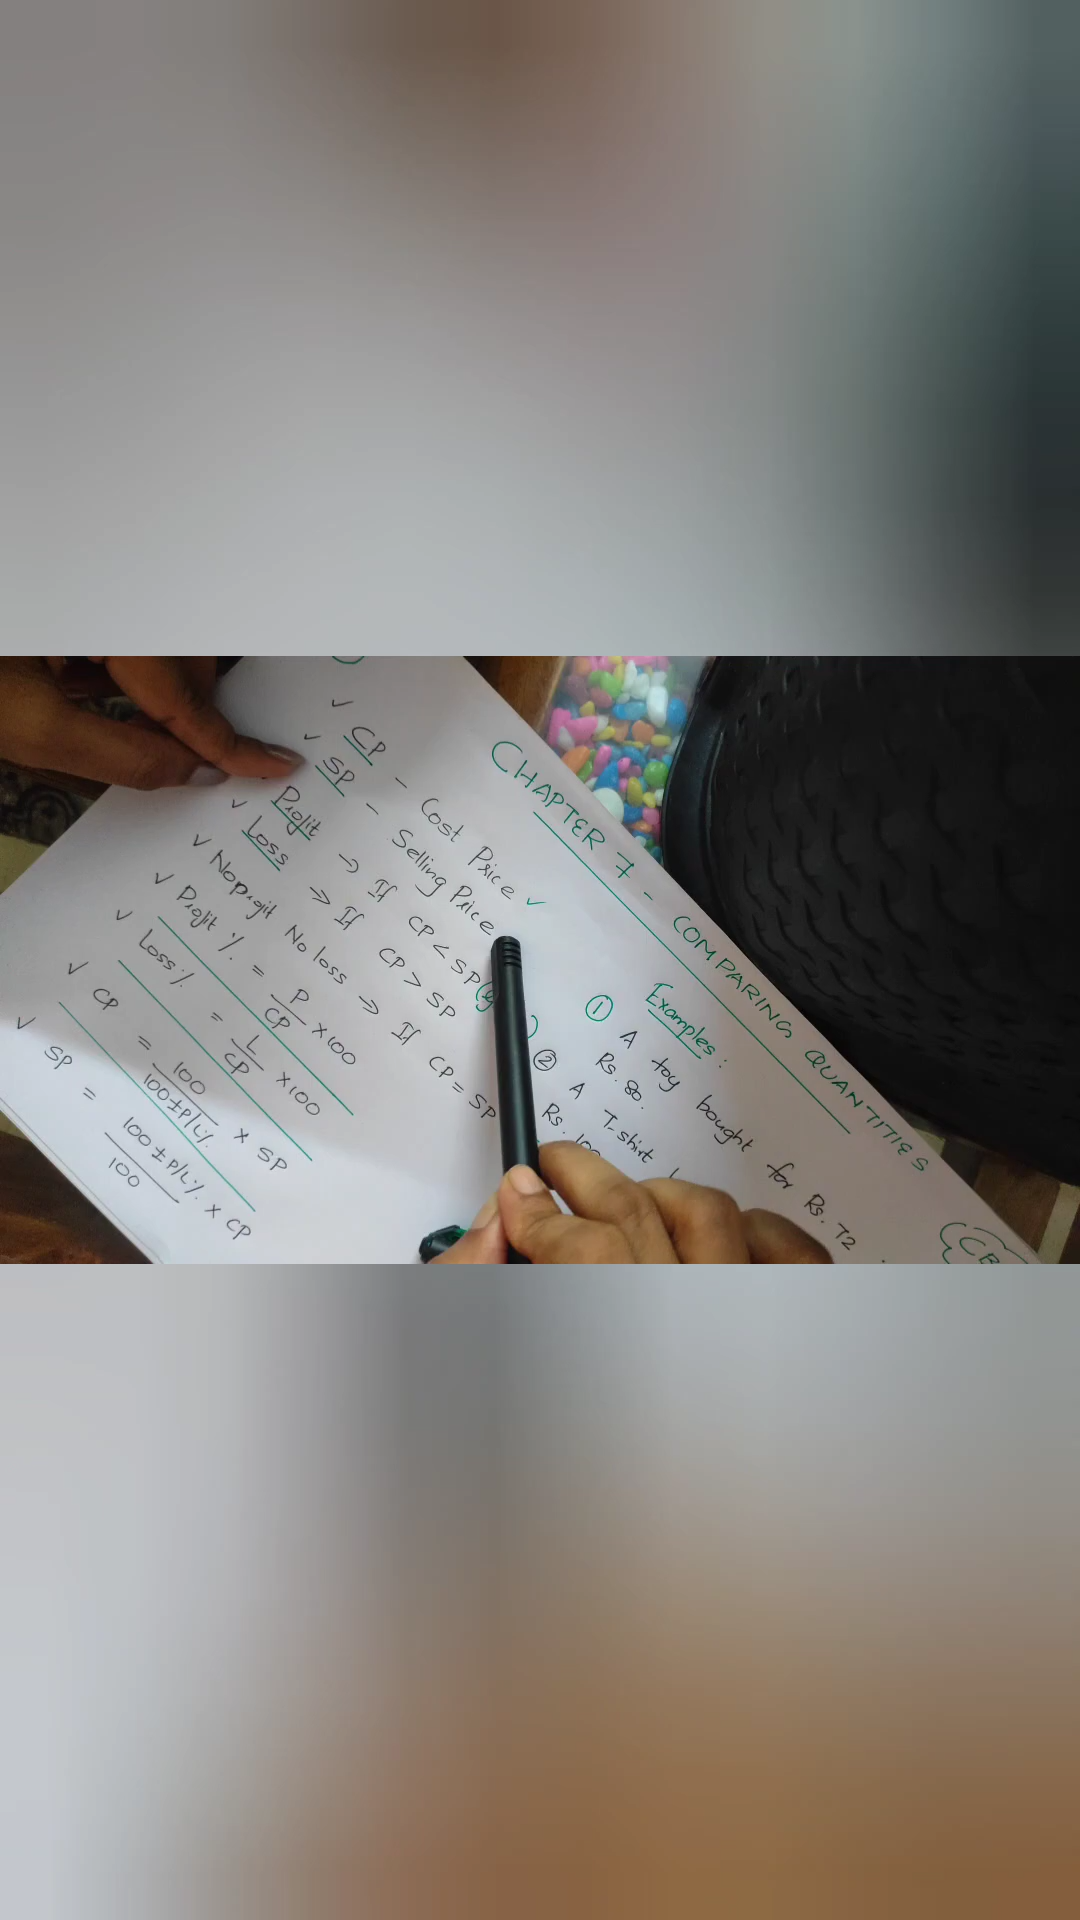 CHAPTER 7 - COMPARING QUANTITIES
CP - Cost Price
SP - Selling Price
Profit → If CP < SP
Loss ⇒ If CP > SP
No profit No loss ⇒ If CP = SP
Profit % = P/CP × 100
Loss % = L/CP × 100
CP = 100/100±P/L% × SP
SP = 100±P/L%/100 × CP
Examples:
① A toy bought for Rs. 72
Rs. 80.
② A T-shirt
Rs.